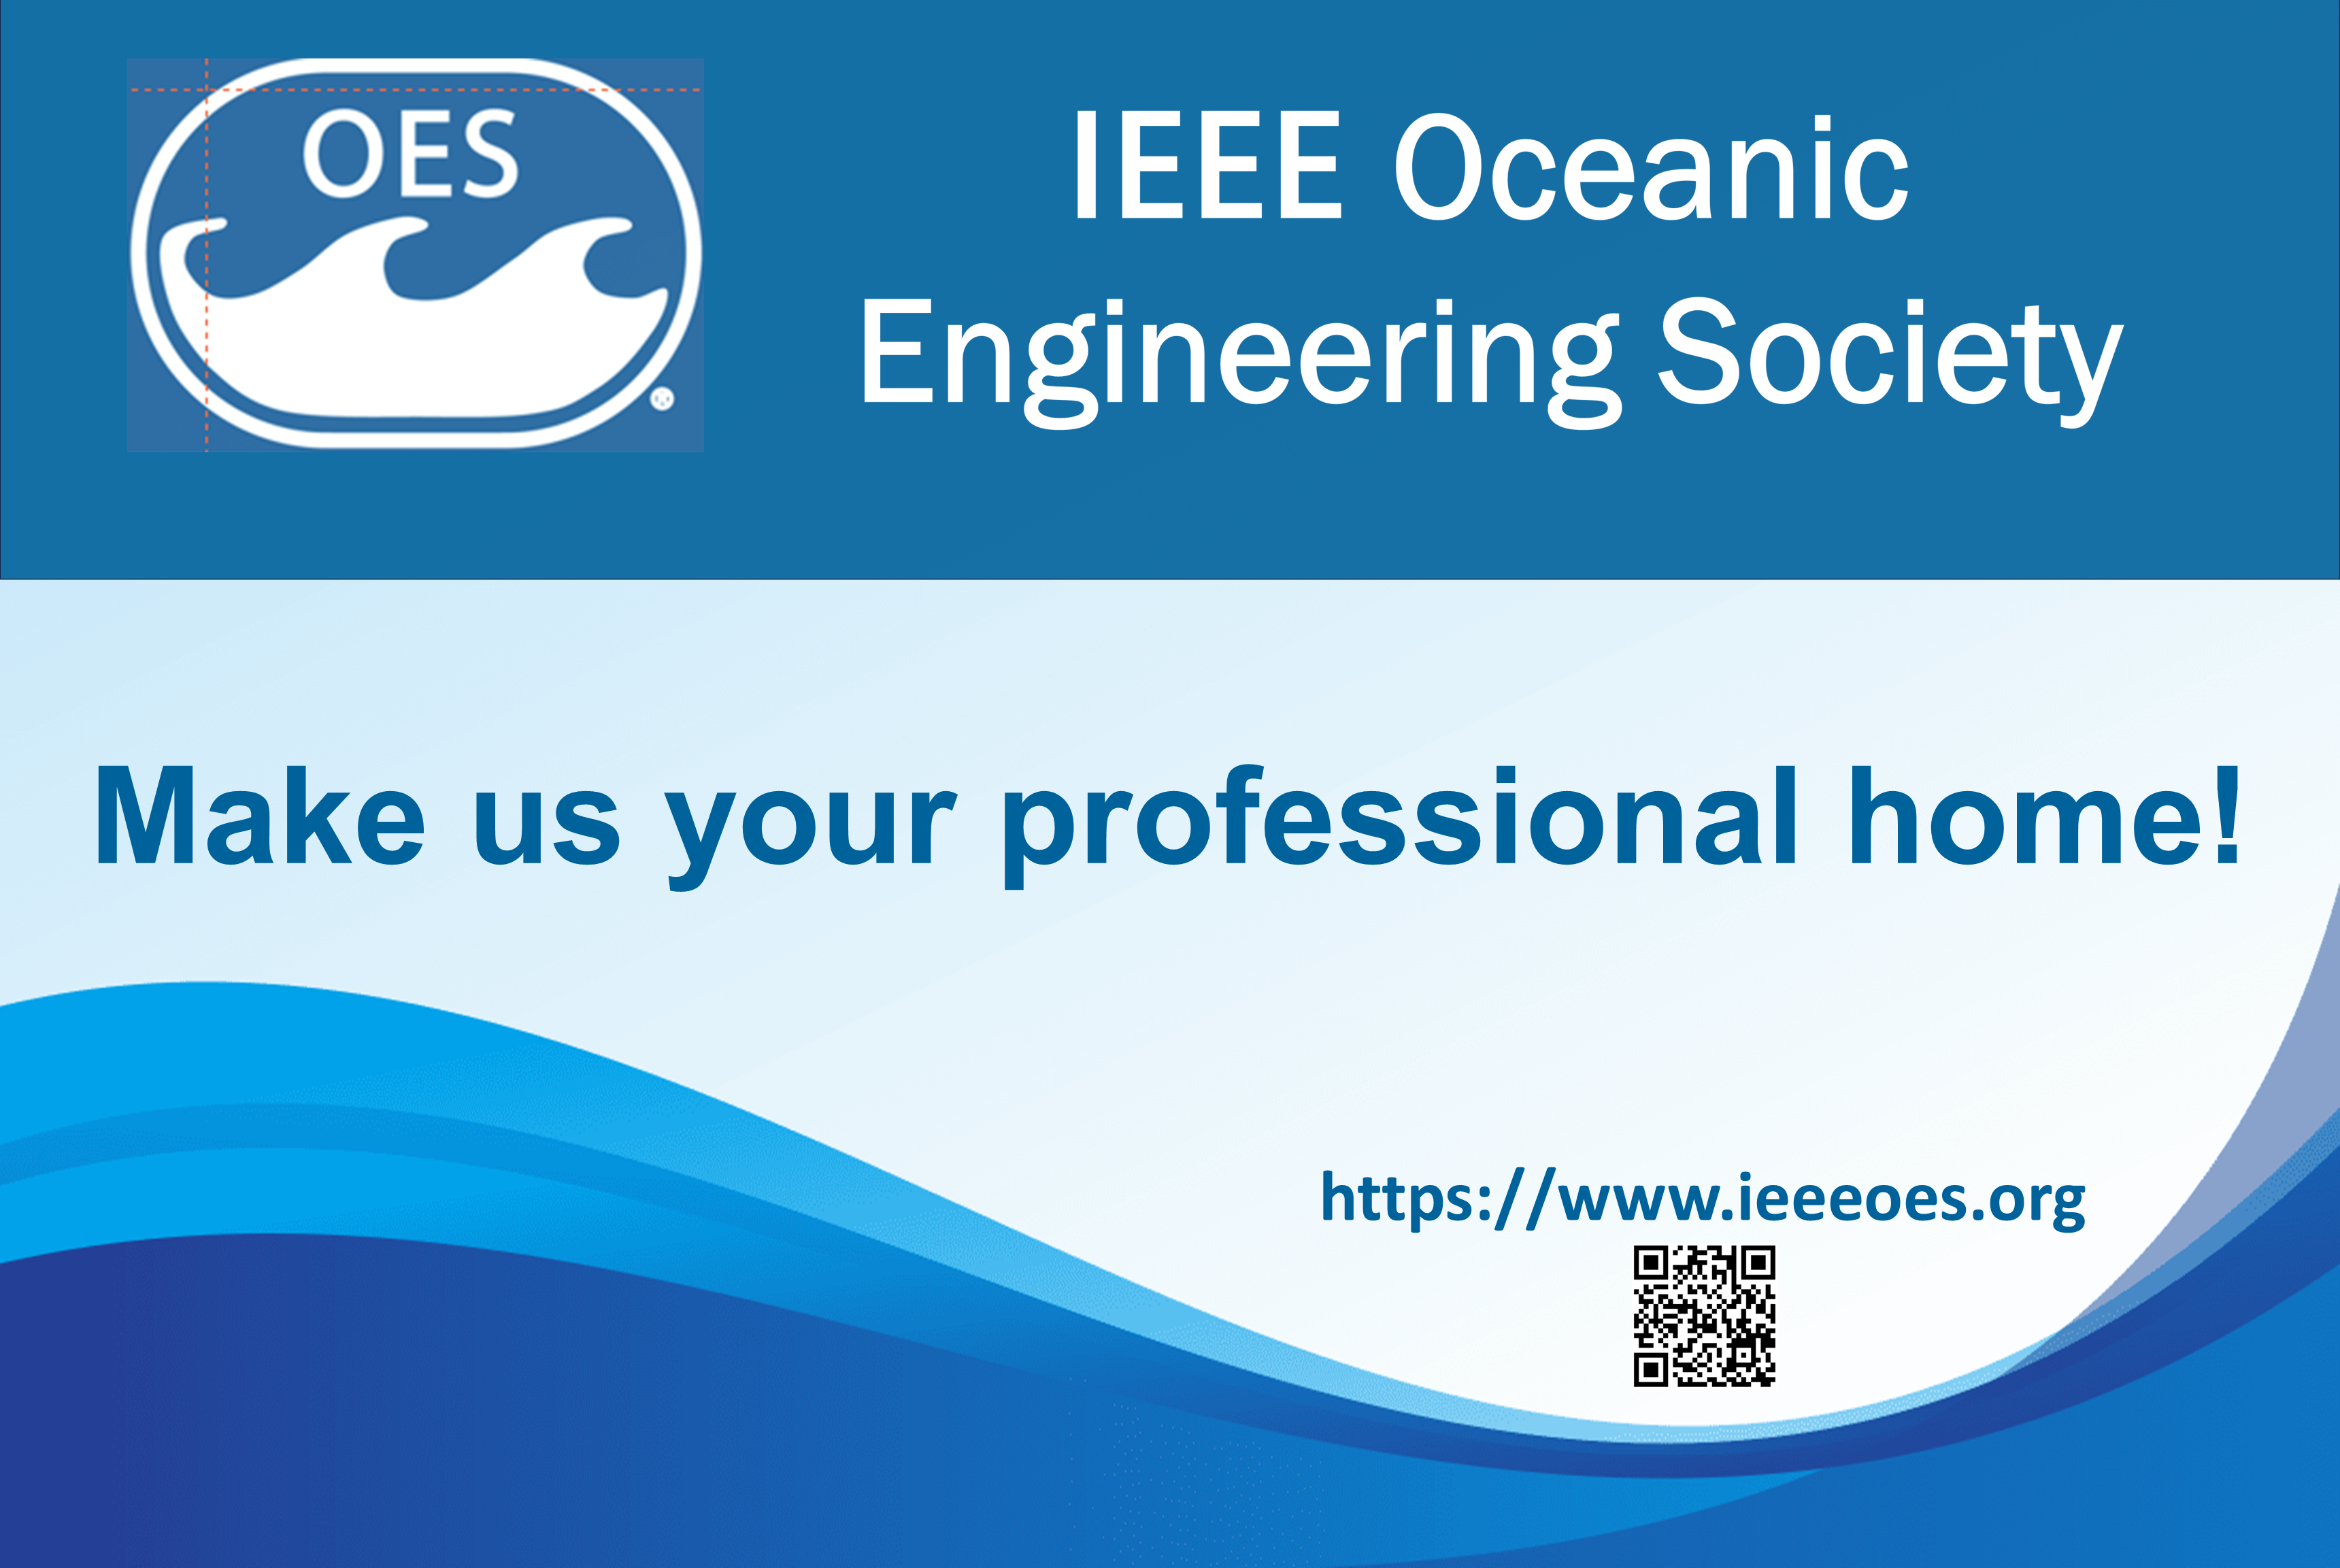 OES
IEEE Oceanic
Engineering Society
Make us your professional home!
https://www.ieeeoes.org